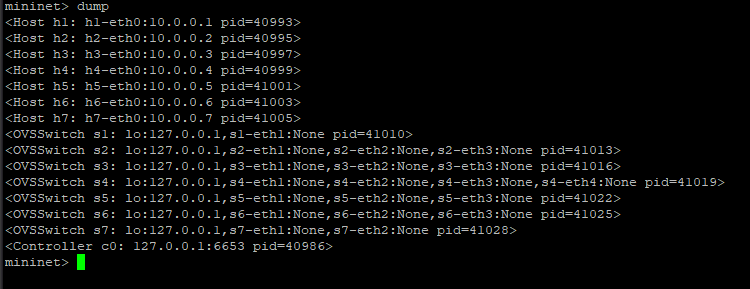 mininet> dump
<Host h1: h1-eth0:10.0.0.1 pid=40993>
<Host h2: h2-eth0:10.0.0.2 pid=40995>
<Host h3: h3-eth0:10.0.0.3 pid=40997>
<Host h4: h4-eth0:10.0.0.4 pid=40999>
<Host h5: h5-eth0:10.0.0.5 pid=41001>
<Host h6: h6-eth0:10.0.0.6 pid=41003>
<Host h7: h7-eth0:10.0.0.7 pid=41005>
<OVSSwitch s1: lo:127.0.0.1,s1-eth1:None pid=41010>
<OVSSwitch s2: lo:127.0.0.1,s2-eth1:None,s2-eth2:None,s2-eth3:None pid=41013>
<OVSSwitch s3: lo:127.0.0.1,s3-eth1:None,s3-eth2:None,s3-eth3:None pid=41016>
<OVSSwitch s4: lo:127.0.0.1,s4-eth1:None,s4-eth2:None,s4-eth3:None,s4-eth4:None pid=41019>
<OVSSwitch s5: lo:127.0.0.1,s5-eth1:None,s5-eth2:None,s5-eth3:None pid=41022>
<OVSSwitch s6: lo:127.0.0.1,s6-eth1:None,s6-eth2:None,s6-eth3:None pid=41025>
<OVSSwitch s7: lo:127.0.0.1,s7-eth1:None,s7-eth2:None pid=41028>
<Controller c0: 127.0.0.1:6653 pid=40986>
mininet>